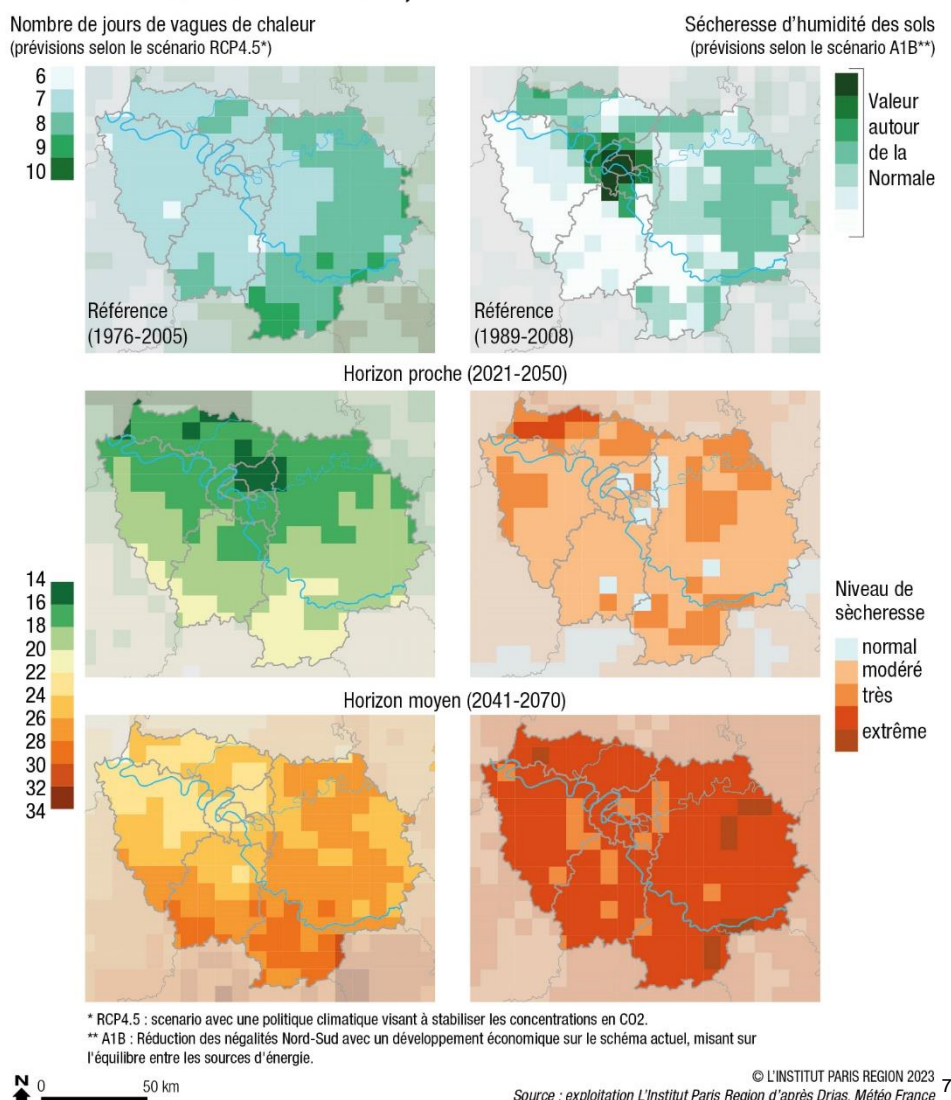 Nombre de jours de vagues de chaleur
(prévisions selon le scénario RCP4.5*)
Sécheresse d'humidité des sols
(prévisions selon le scénario A1B**)
6
7
8
9
10
Valeur
autour
de la
Normale
Référence
(1976-2005)
Référence
(1989-2008)
Horizon proche (2021-2050)
14
16
18
20
22
24
26
28
30
32
34
Niveau de
sècheresse
normal
modéré
très
extrême
Horizon moyen (2041-2070)
* RCP4.5 : scenario avec une politique climatique visant à stabiliser les concentrations en CO2.
** A1B : Réduction des négalités Nord-Sud avec un développement économique sur le schéma actuel, misant sur
l'équilibre entre les sources d'énergie.
N
0 50 km
© L'INSTITUT PARIS REGION 2023
7
Source : exploitation L'Institut Paris Region d'après Drias, Météo France